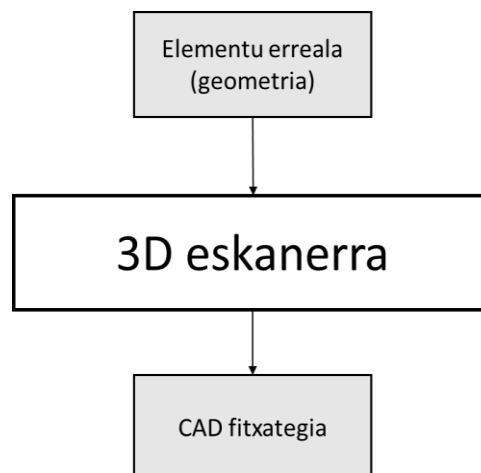 Elementu erreala
(geometria)
3D eskanerra
CAD fitxategia